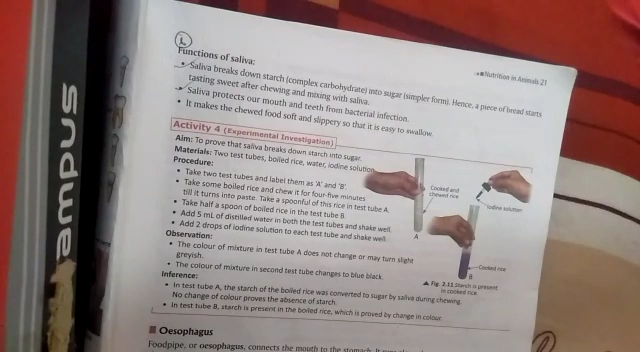 Nutrition in Animals 21
Functions of saliva:
• Saliva breaks down starch (complex carbohydrate) into sugar (simpler form). Hence, a piece of bread starts
tasting sweet after chewing and mixing with saliva.
• Saliva protects our mouth and teeth from bacterial infection.
• It makes the chewed food soft and slippery so that it is easy to swallow.
Activity 4 (Experimental Investigation)
Aim: To prove that saliva breaks down starch into sugar.
Materials: Two test tubes, boiled rice, water, iodine solution
Procedure:
• Take two test tubes and label them as 'A' and 'B'.
• Take some boiled rice and chew it for four-five minutes
till it turns into paste. Take a spoonful of this rice in test tube A.
• Take half a spoon of boiled rice in the test tube B.
• Add 5 mL of distilled water in both the test tubes and shake well.
• Add 2 drops of iodine solution to each test tube and shake well.
Observation:
• The colour of mixture in test tube A does not change or may turn slight
greyish.
• The colour of mixture in second test tube changes to blue black.
Inference:
• In test tube A, the starch of the boiled rice was converted to sugar by saliva during chewing.
No change of colour proves the absence of starch.
• In test tube B, starch is present in the boiled rice, which is proved by change in colour.
Cooked and
chewed rice
Iodine solution
A
Cooked rice
B
▲ Fig. 2.11 Starch is present
in cooked rice.
■ Oesophagus
Foodpipe, or oesophagus, connects the mouth to the stomach. It
ampus